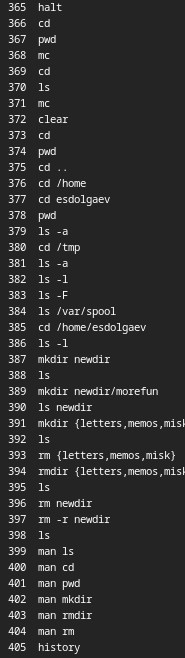 365 halt
366 cd
367 pwd
368 mc
369 cd
370 ls
371 mc
372 clear
373 cd
374 pwd
375 cd ..
376 cd /home
377 cd esdolgaev
378 pwd
379 ls -a
380 cd /tmp
381 ls -a
382 ls -l
383 ls -F
384 ls /var/spool
385 cd /home/esdolgaev
386 ls -l
387 mkdir newdir
388 ls
389 mkdir newdir/morefun
390 ls newdir
391 mkdir {letters,memos,misk
392 ls
393 rm {letters,memos,misk}
394 rmdir {letters,memos,misk
395 ls
396 rm newdir
397 rm -r newdir
398 ls
399 man ls
400 man cd
401 man pwd
402 man mkdir
403 man rmdir
404 man rm
405 history